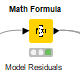 Math Formula
f(x)
Model Residuals